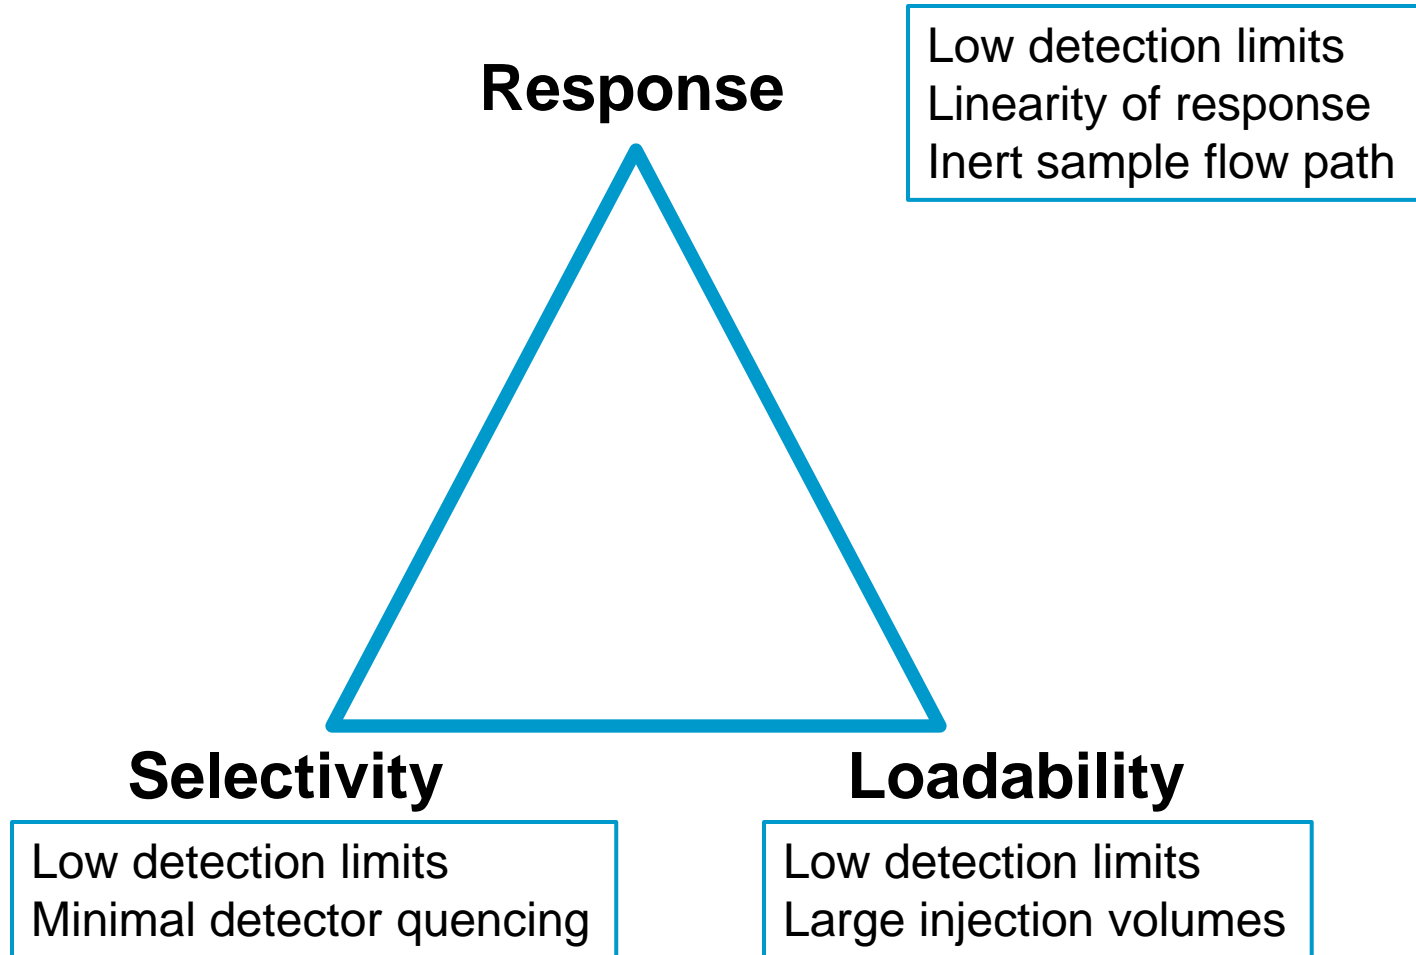 Response
Low detection limits
Linearity of response
Inert sample flow path
Selectivity
Low detection limits
Minimal detector quencing
Loadability
Low detection limits
Large injection volumes